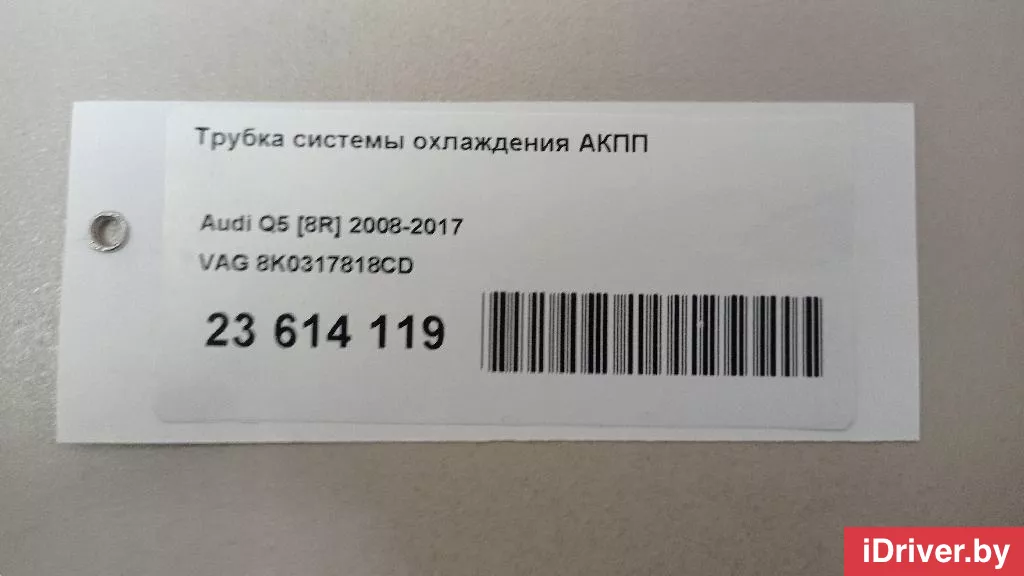 Трубка системы охлаждения АКПП
Audi Q5 [8R] 2008-2017
VAG 8K0317818CD
23 614 119
iDriver.by